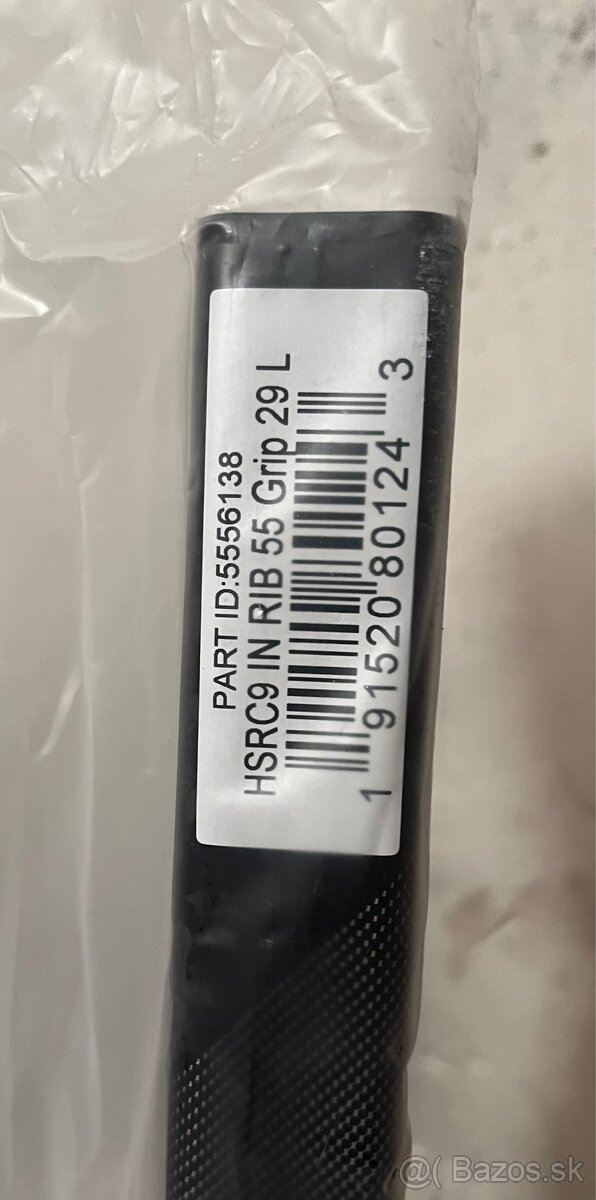 PART ID:5556138
HSRC9 IN RIB 55 Grip 29 L
1 91520 80124 3
@( Bazos.sk